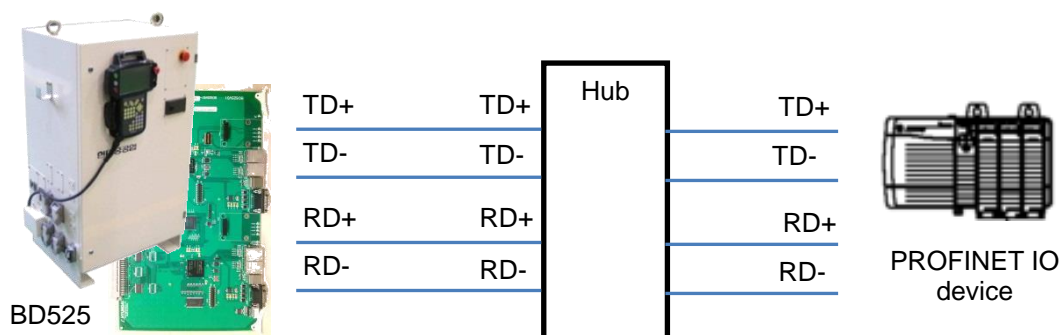 Hub
TD+ TD+ TD+
TD- TD- TD-
RD+ RD+ RD+
RD- RD- RD-
PROFINET IO
device
BD525